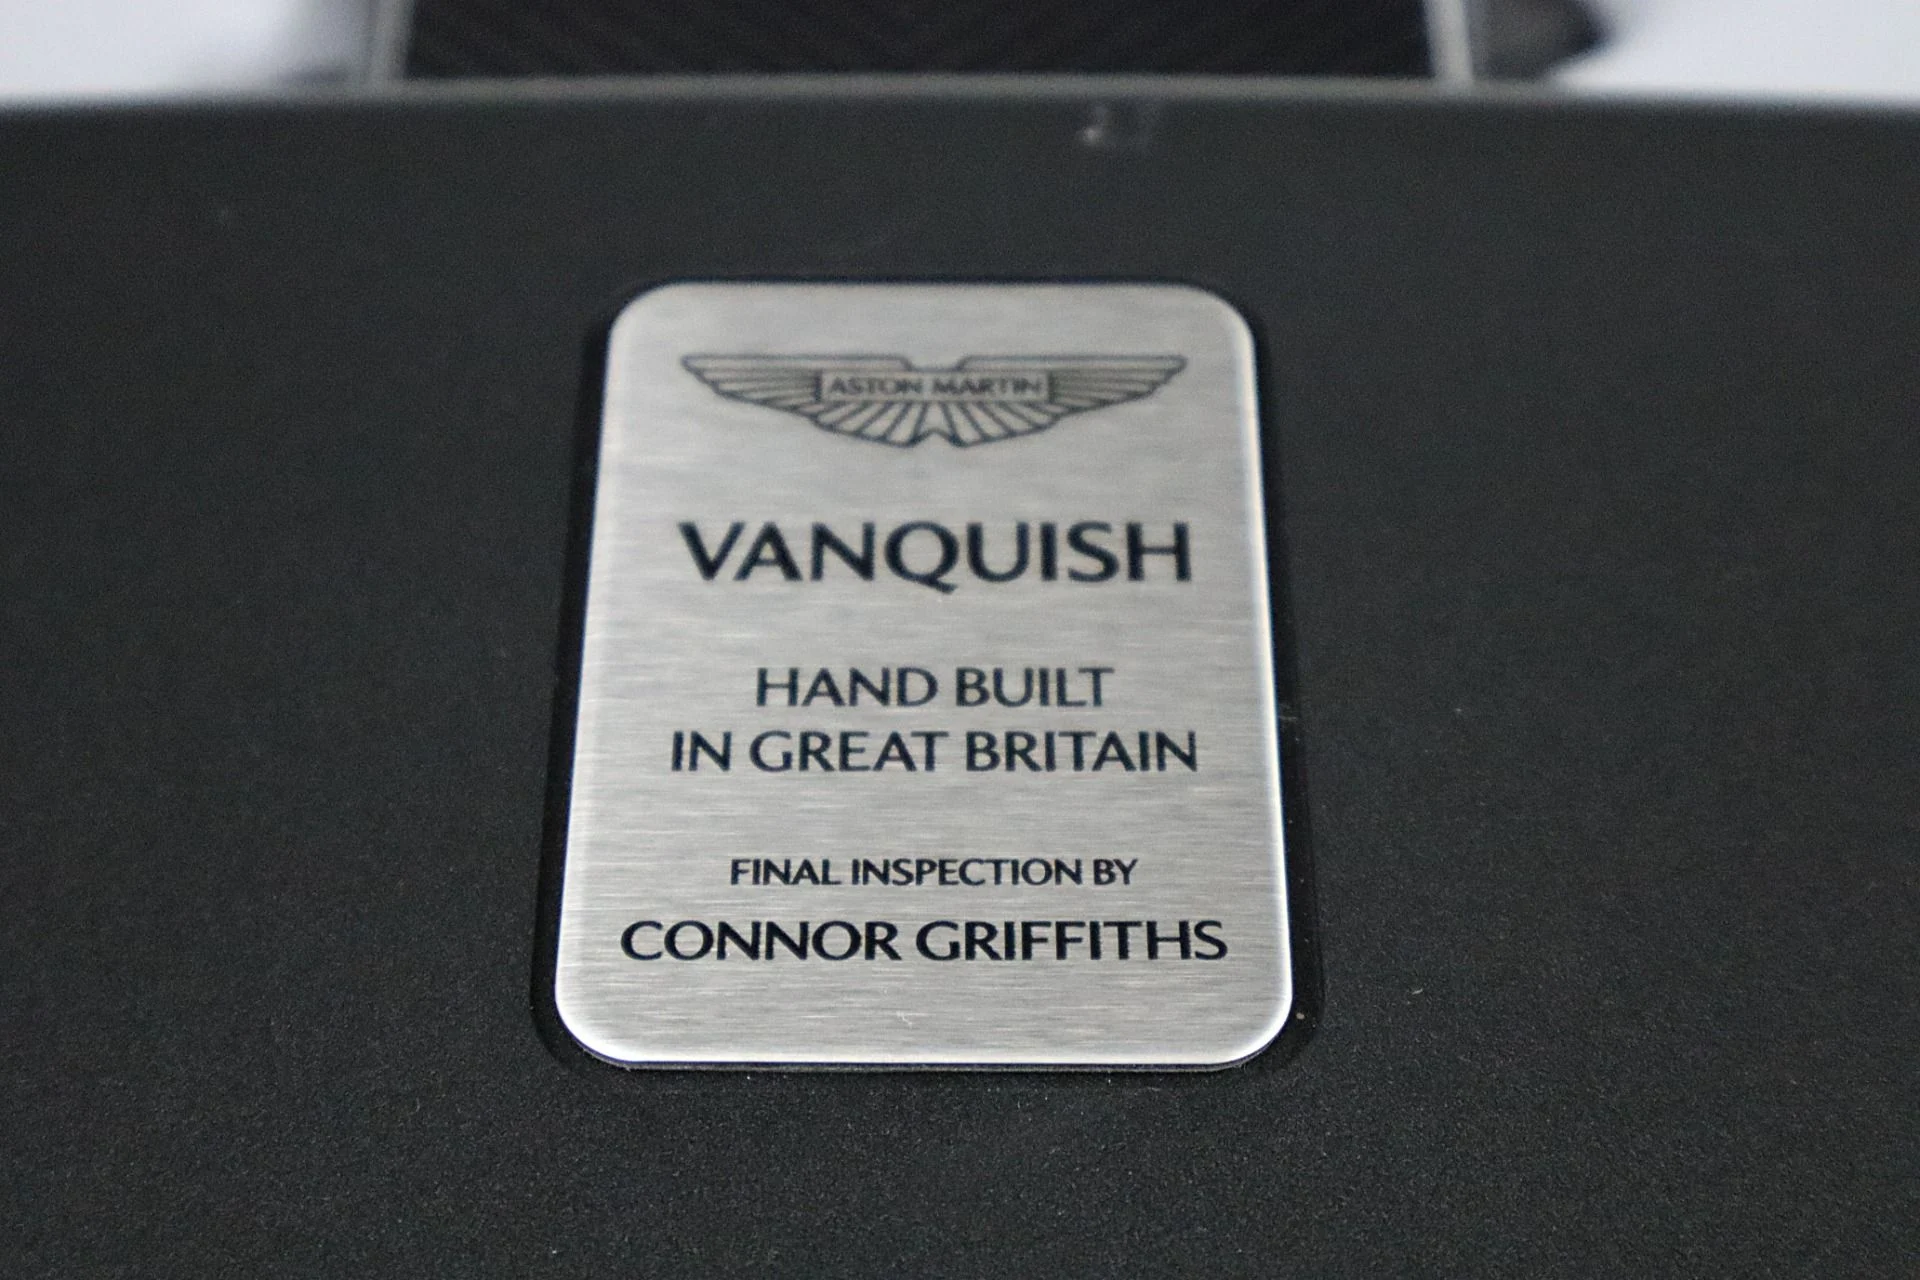 ASTON MARTIN
VANQUISH
HAND BUILT
IN GREAT BRITAIN
FINAL INSPECTION BY
CONNOR GRIFFITHS